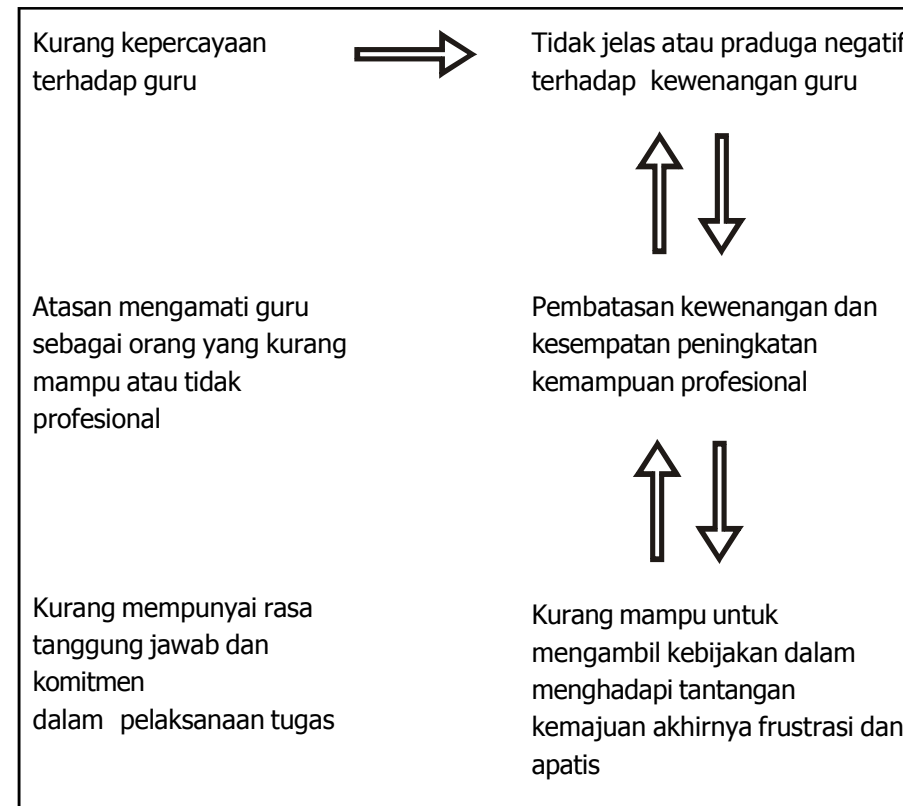 Kurang kepercayaan
terhadap guru
Tidak jelas atau praduga negatif
terhadap kewenangan guru
Atasan mengamati guru
sebagai orang yang kurang
mampu atau tidak
profesional
Pembatasan kewenangan dan
kesempatan peningkatan
kemampuan profesional
Kurang mempunyai rasa
tanggung jawab dan
komitmen
dalam pelaksanaan tugas
Kurang mampu untuk
mengambil kebijakan dalam
menghadapi tantangan
kemajuan akhirnya frustrasi dan
apatis